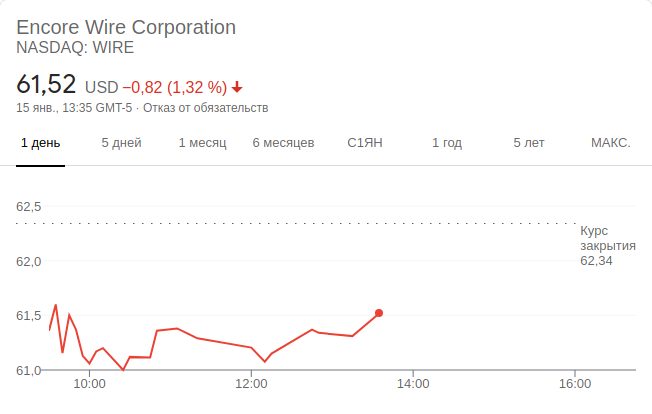 Encore Wire Corporation
NASDAQ: WIRE
61,52 USD −0,82 (1,32 %)
15 янв., 13:35 GMT-5 · Отказ от обязательств
1 день 5 дней 1 месяц 6 месяцев С1ЯН 1 год 5 лет МАКС.
62,5
Курс
закрытия
62,0
62,34
61,5
61,0
10:00 12:00 14:00 16:00